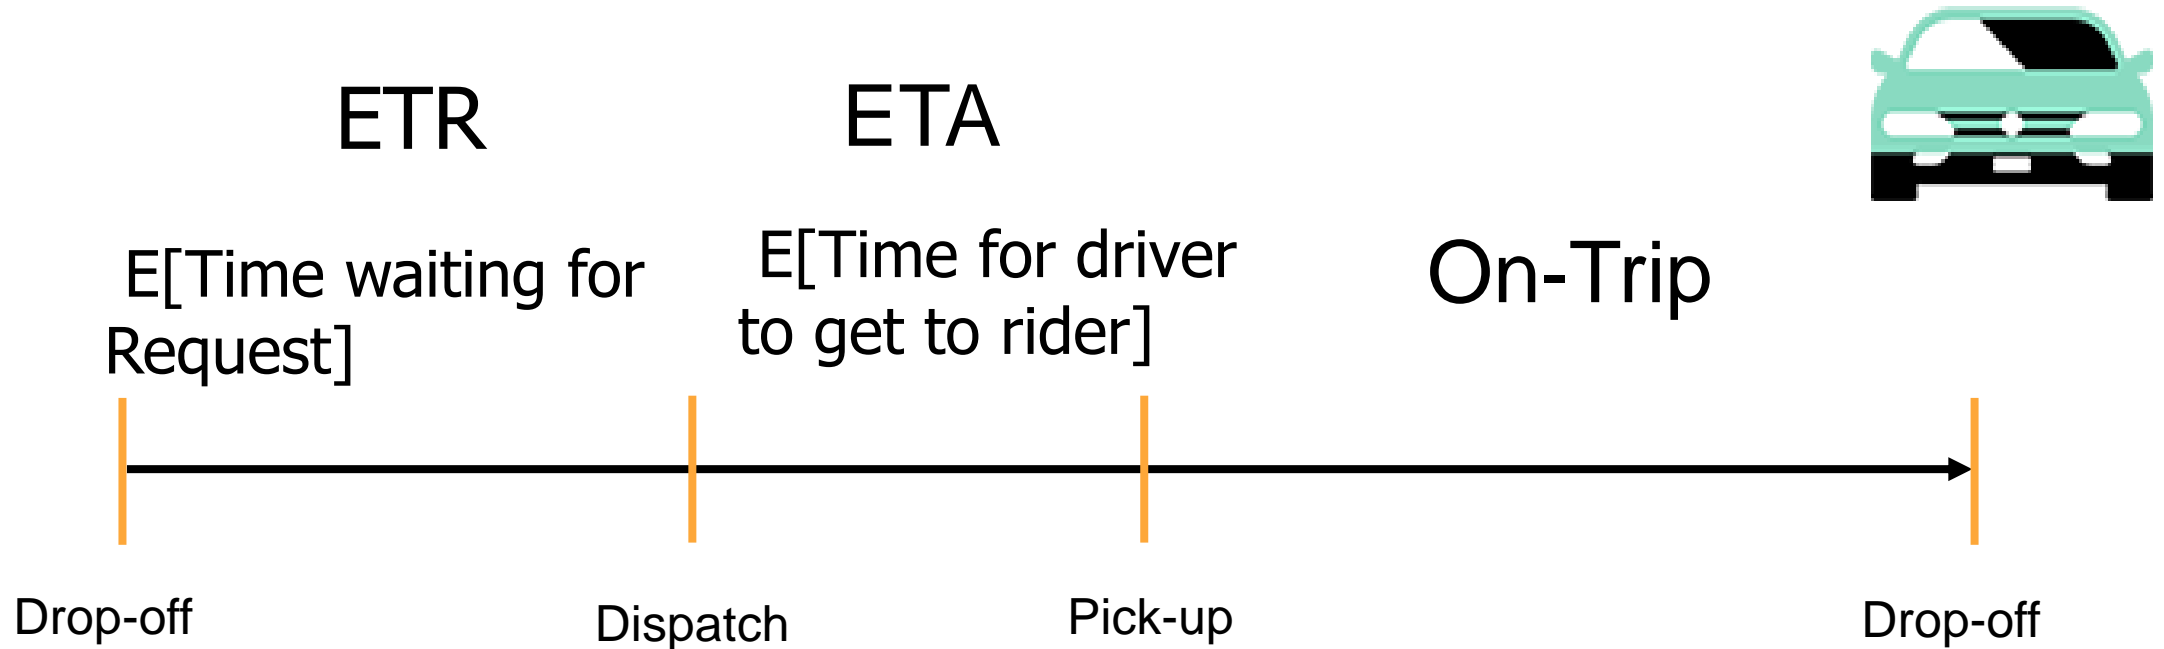 ETR
ETA
E[Time waiting for
Request]
E[Time for driver
to get to rider]
On-Trip
Drop-off
Dispatch
Pick-up
Drop-off